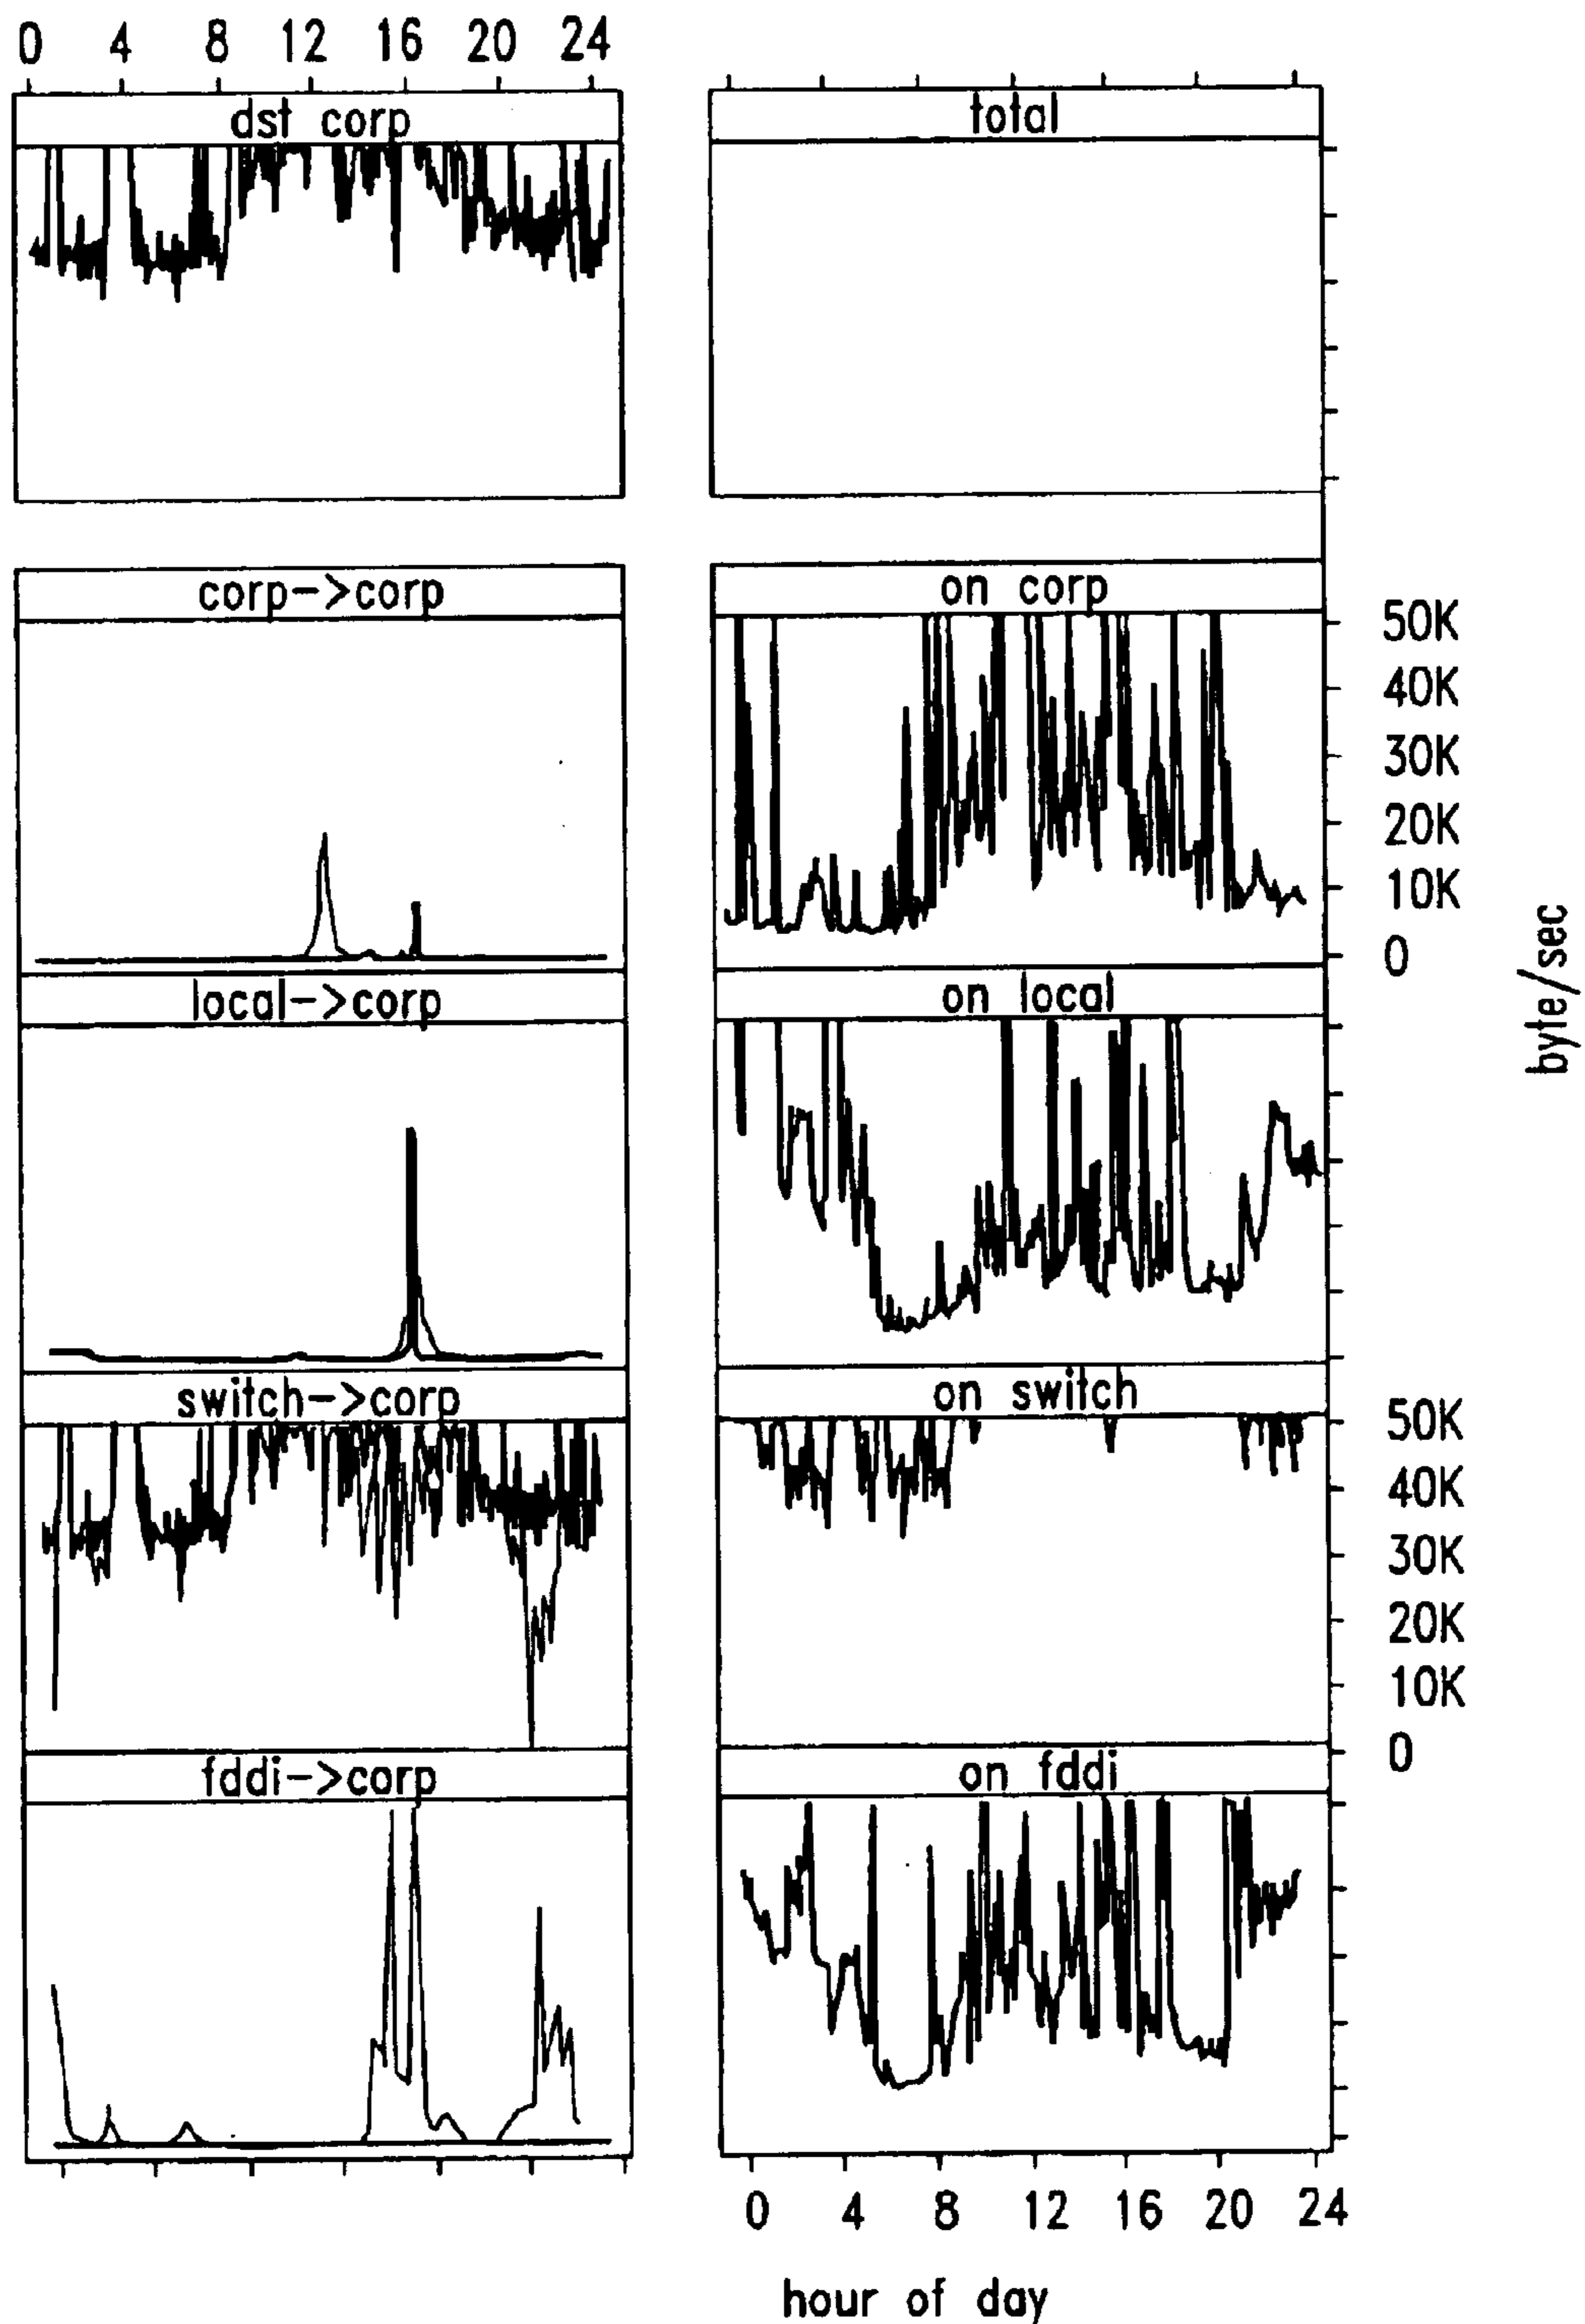 0 4 8 12 16 20 24
dst corp
total
corp->corp
on corp
50K
40K
30K
20K
10K
0
byte/sec
local->corp
on local
switch->corp
on switch
50K
40K
30K
20K
10K
0
fddi->corp
on fddi
0 4 8 12 16 20 24
hour of day